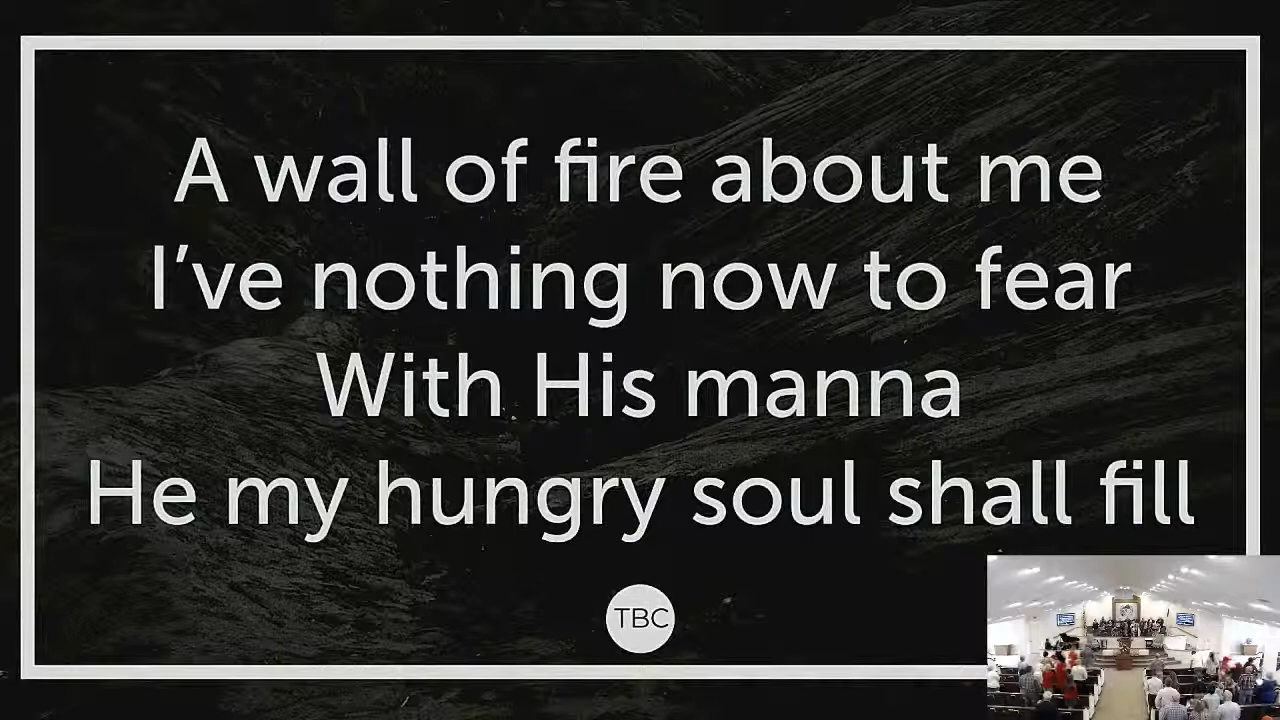 A wall of fire about me
I’ve nothing now to fear
With His manna
He my hungry soul shall fill
TBC